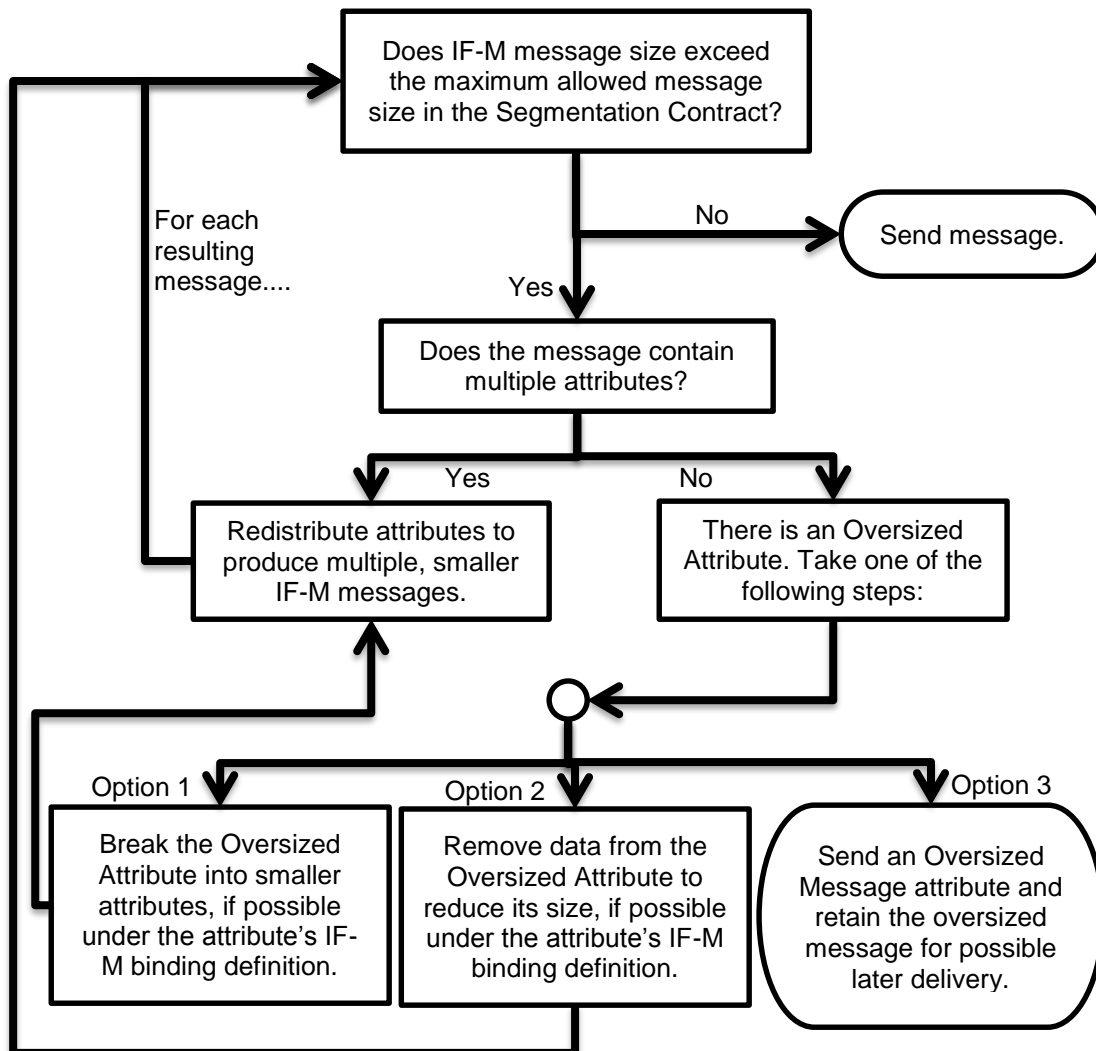 Does IF-M message size exceed
the maximum allowed message
size in the Segmentation Contract?
For each
resulting
message....
No
Send message.
Yes
Does the message contain
multiple attributes?
Yes
No
Redistribute attributes to
produce multiple, smaller
IF-M messages.
There is an Oversized
Attribute. Take one of the
following steps:
Option 1
Break the Oversized
Attribute into smaller
attributes, if possible
under the attribute’s IF-
M binding definition.
Option 2
Remove data from the
Oversized Attribute to
reduce its size, if possible
under the attribute’s IF-M
binding definition.
Option 3
Send an Oversized
Message attribute and
retain the oversized
message for possible
later delivery.